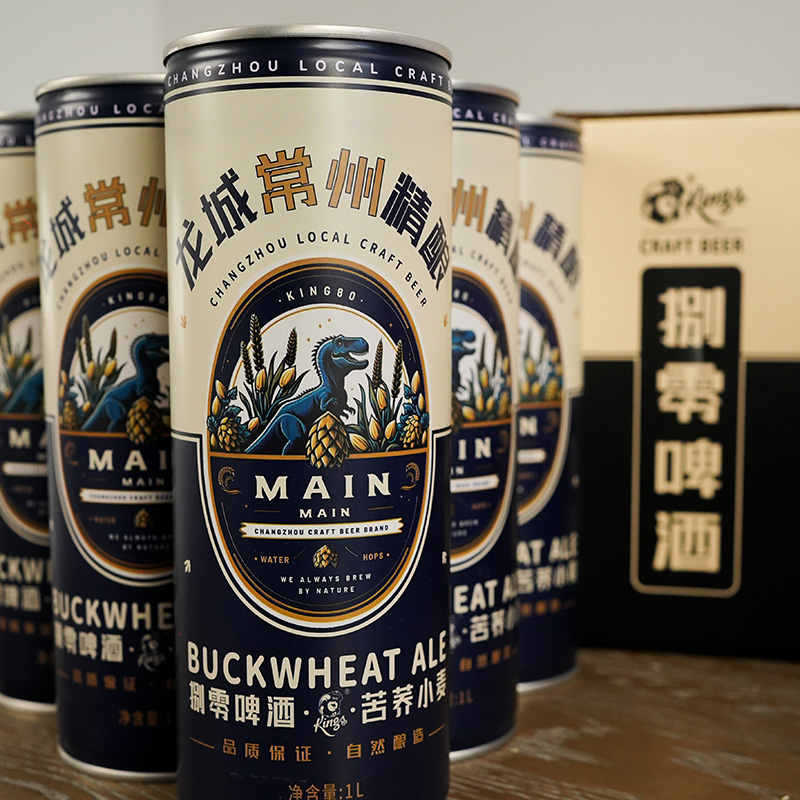 CHANGZHOU LOCAL CRAFT
龙城常州精酿
CHANGZHOU LOCAL CRAFT BEER
·KING80·
MAIN
MAIN
CHANGZHOU CRAFT BEER BRAND
·WATER HOPS·
WE ALWAYS BREW
BY NATURE
BUCKWHEAT ALE
捌零啤酒·Kings·苦荞小麦
品质保证·自然酿造
净含量:1L
Kings
CRAFT BEER
捌零啤酒